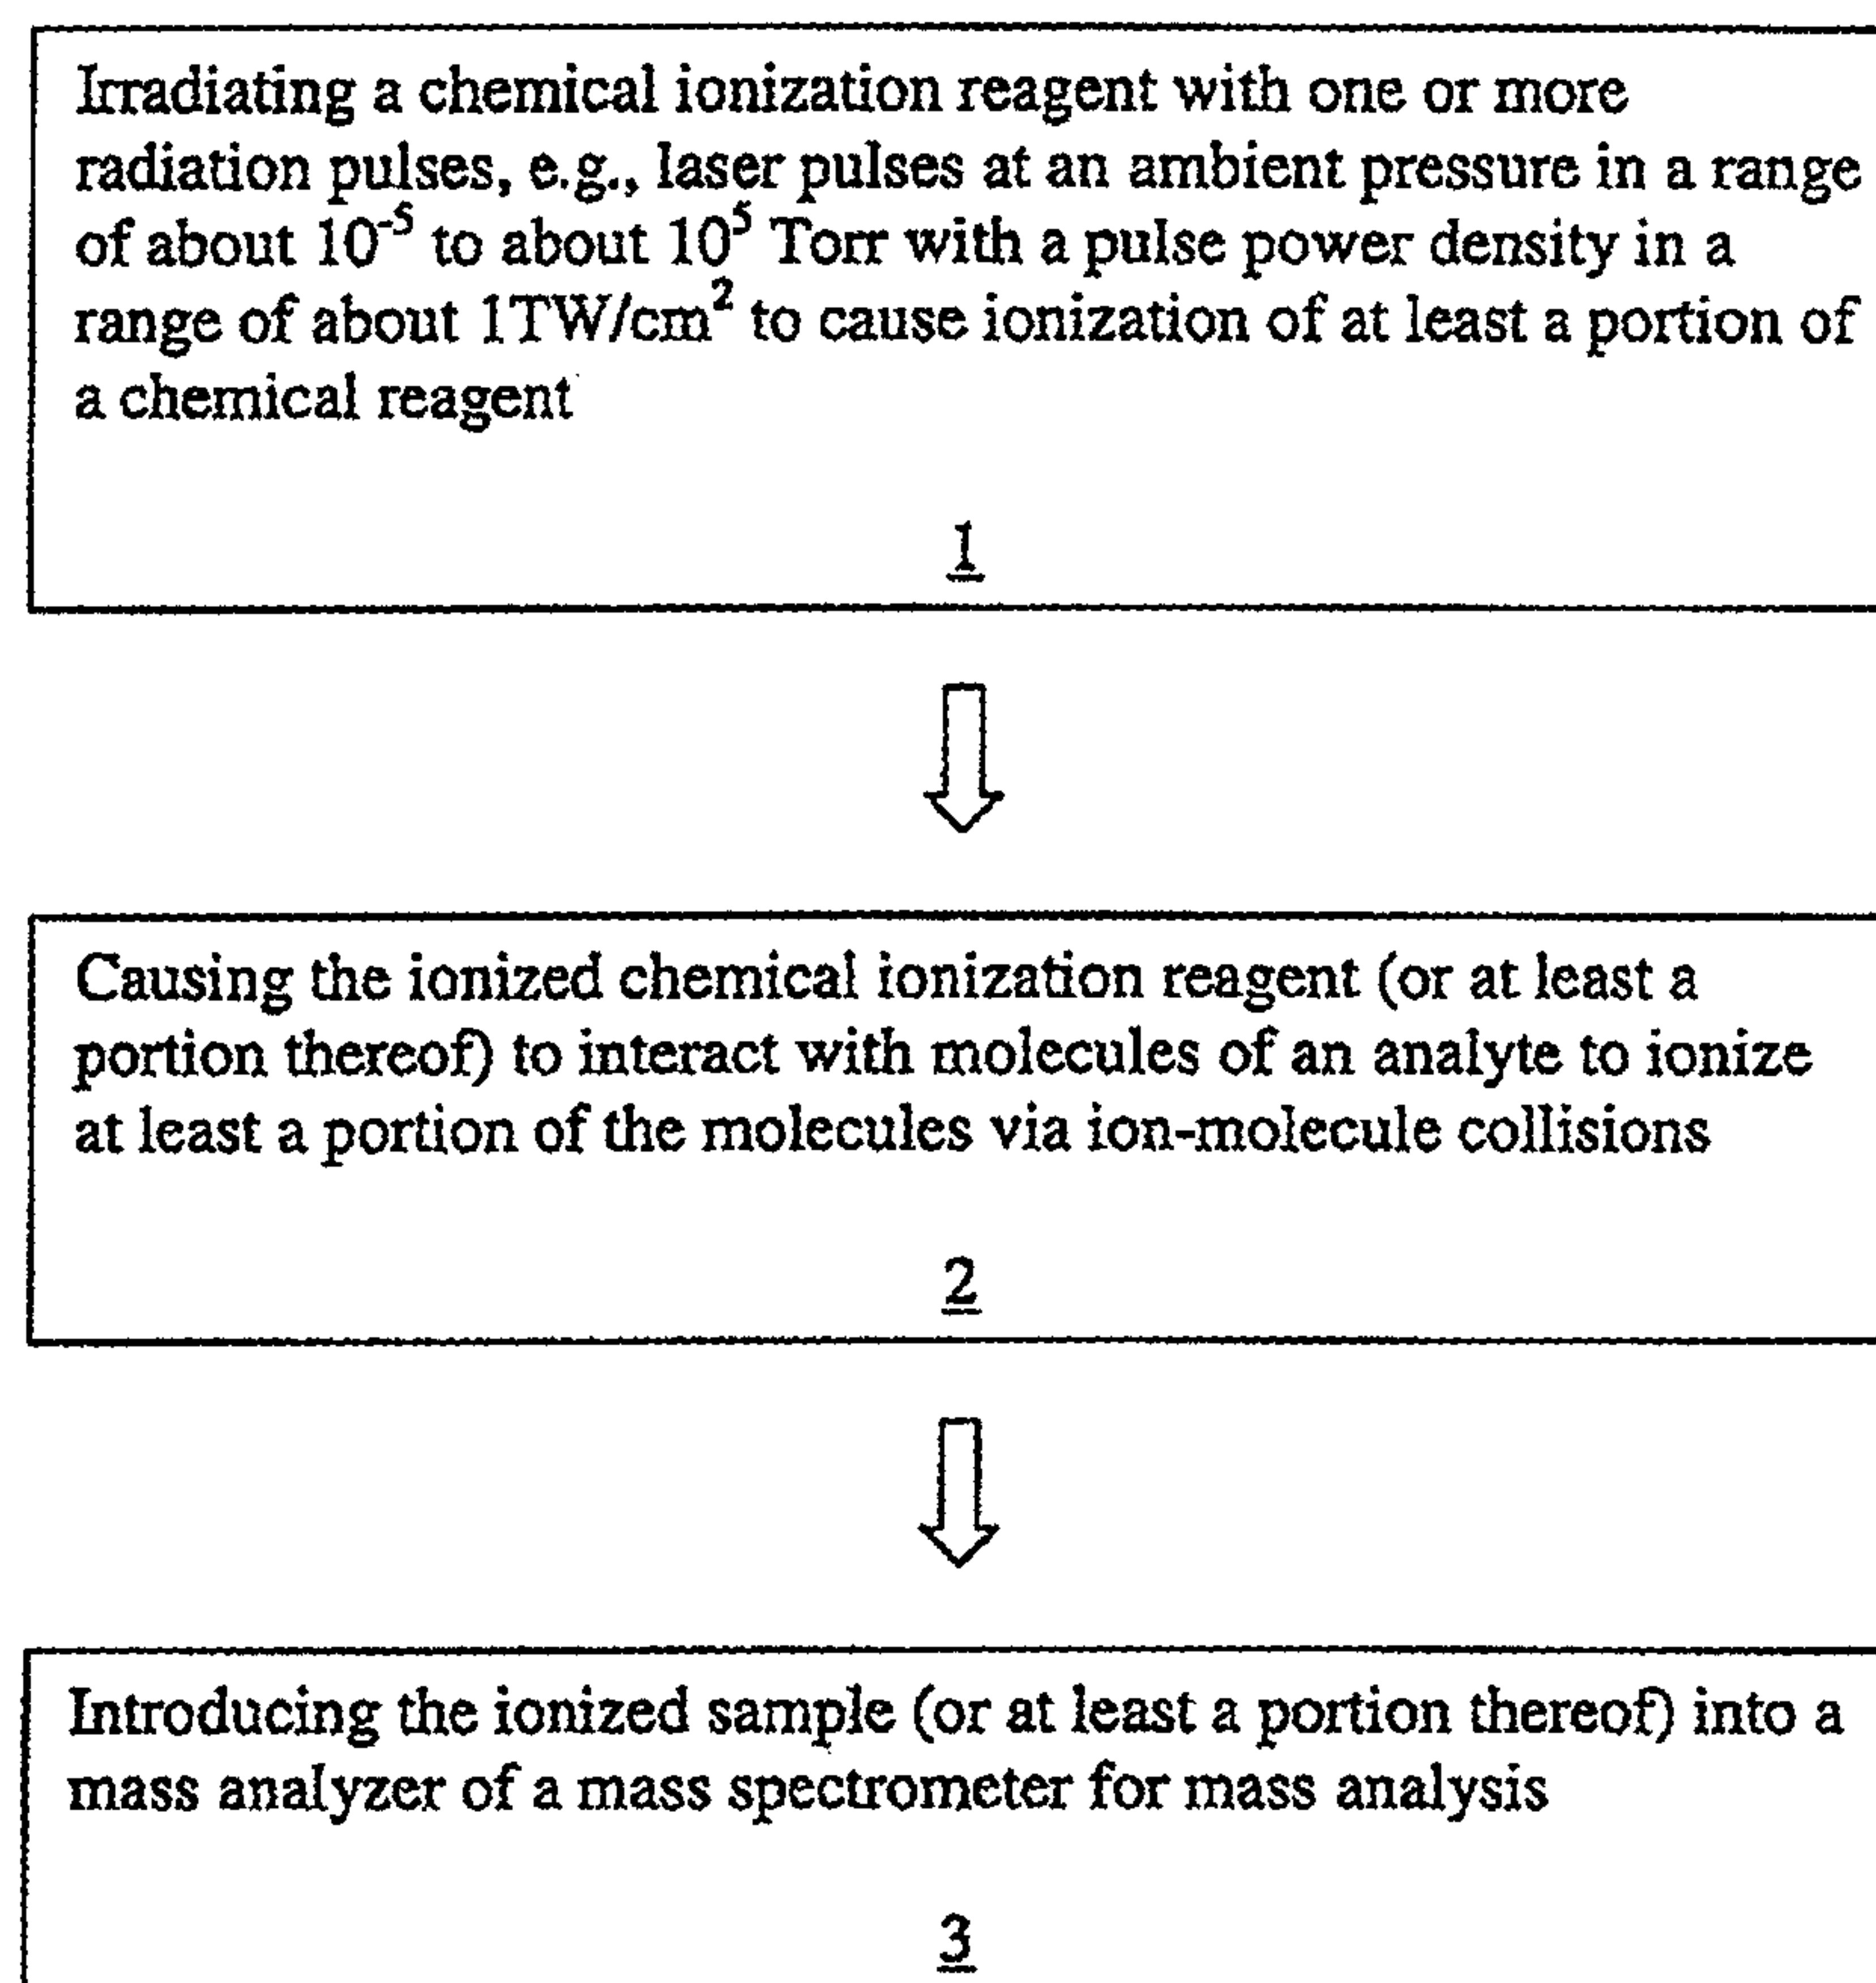 Irradiating a chemical ionization reagent with one or more
radiation pulses, e.g., laser pulses at an ambient pressure in a range
of about 10⁻⁵ to about 10⁵ Torr with a pulse power density in a
range of about 1TW/cm² to cause ionization of at least a portion of
a chemical reagent
1
Causing the ionized chemical ionization reagent (or at least a
portion thereof) to interact with molecules of an analyte to ionize
at least a portion of the molecules via ion-molecule collisions
2
Introducing the ionized sample (or at least a portion thereof) into a
mass analyzer of a mass spectrometer for mass analysis
3